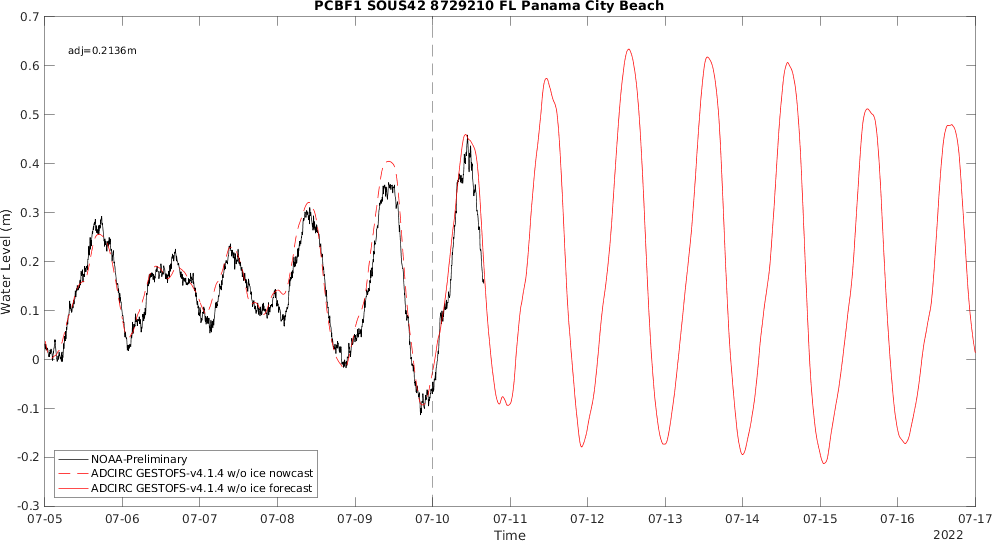 PCBF1 SOUS42 8729210 FL Panama City Beach
0.7
0.6
0.5
0.4
0.3
0.2
0.1
0
-0.1
-0.2
-0.3
Water Level (m)
adj=0.2136m
NOAA-Preliminary
ADCIRC GESTOFS-v4.1.4 w/o ice nowcast
ADCIRC GESTOFS-v4.1.4 w/o ice forecast
07-05 07-06 07-07 07-08 07-09 07-10 07-11 07-12 07-13 07-14 07-15 07-16 07-17
Time
2022